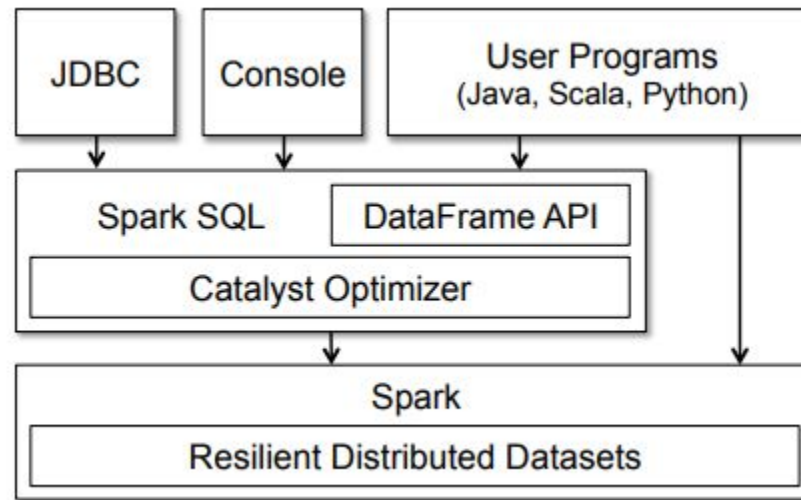 JDBC
Console
User Programs
(Java, Scala, Python)
Spark SQL
DataFrame API
Catalyst Optimizer
Spark
Resilient Distributed Datasets